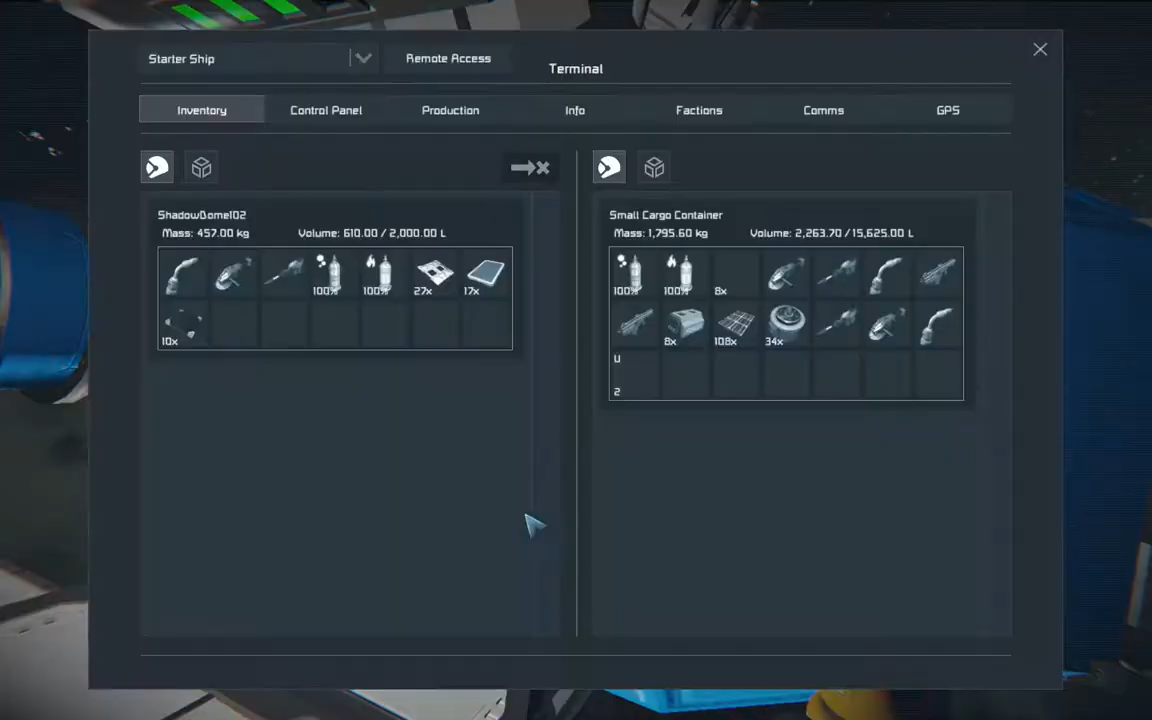 Starter Ship
Remote Access
Terminal
Inventory
Control Panel
Production
Info
Factions
Comms
GPS
ShadowDome102
Mass: 457.00 kg
Volume: 610.00 / 2,000.00 L
100%
100%
27x
17x
10x
Small Cargo Container
Mass: 1,795.60 kg
Volume: 2,263.70 / 15,625.00 L
100%
100%
8x
8x
108x
34x
U
2